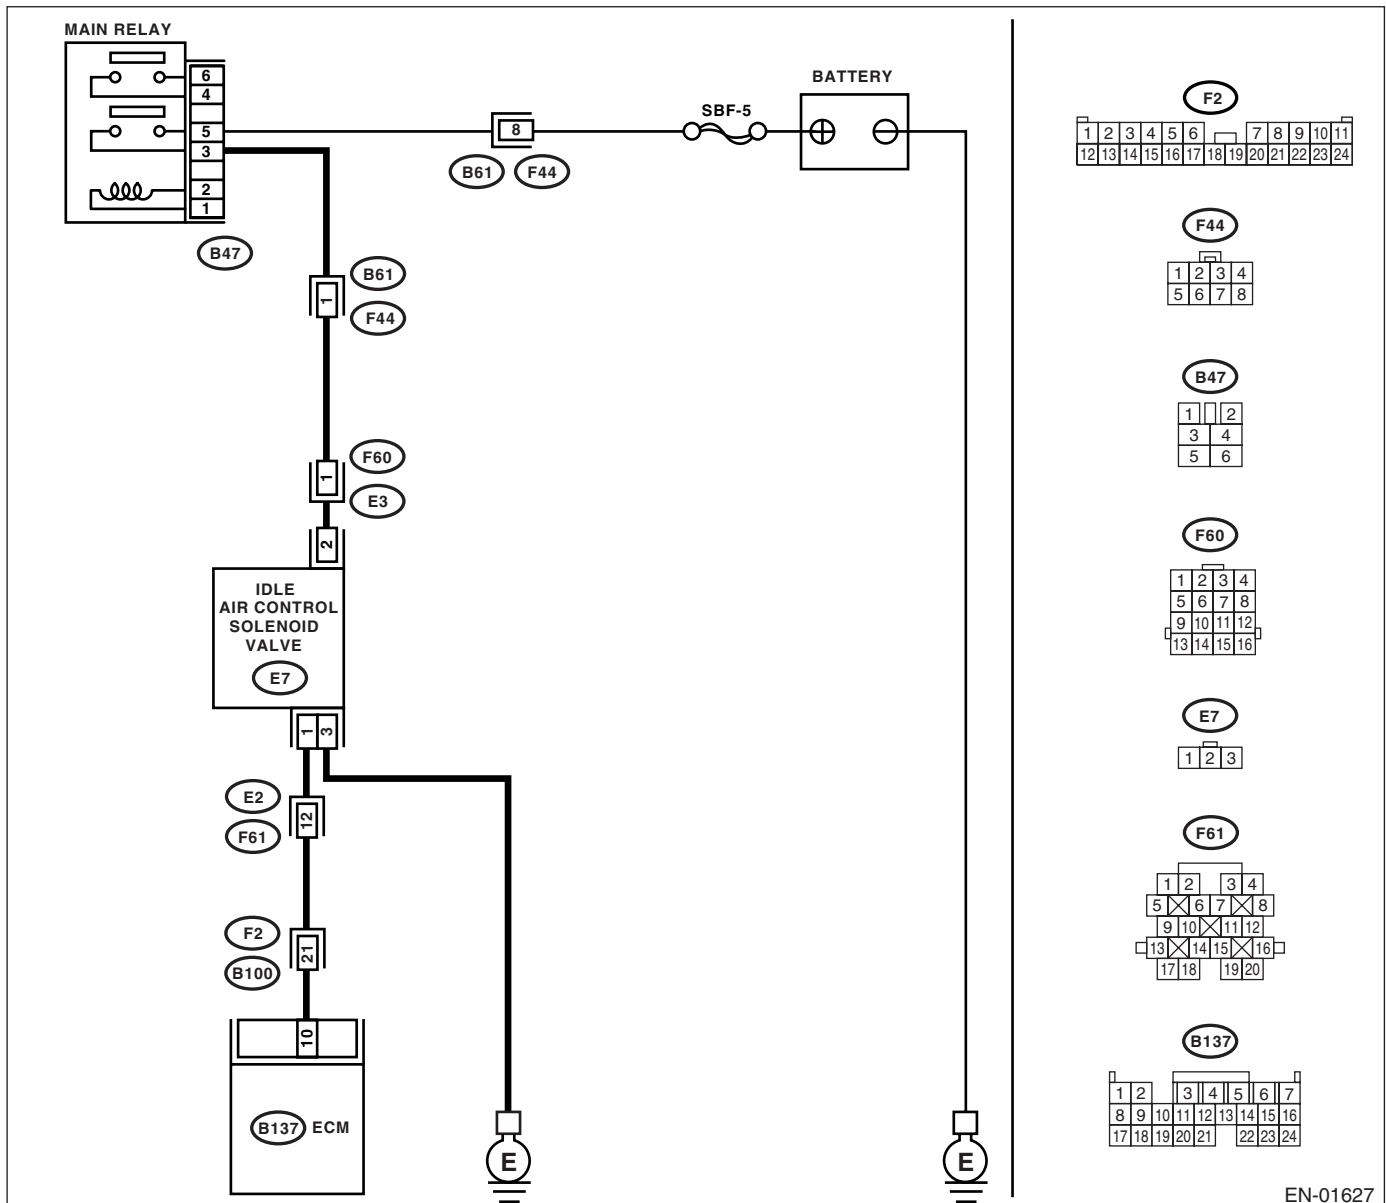 MAIN RELAY
6
4
5
3
2
1
B47
8
B61 F44
SBF-5
BATTERY
1
B61
F44
1
F60
E3
2
IDLE
AIR CONTROL
SOLENOID
VALVE
E7
1 3
12
E2
F61
21
F2
B100
10
B137 ECM
E
E
F2
1 2 3 4 5 6 7 8 9 10 11
12 13 14 15 16 17 18 19 20 21 22 23 24
F44
1 2 3 4
5 6 7 8
B47
1 2
3 4
5 6
F60
1 2 3 4
5 6 7 8
9 10 11 12
13 14 15 16
E7
1 2 3
F61
1 2 3 4
5 6 7 8
9 10 11 12
13 14 15 16
17 18 19 20
B137
1 2 3 4 5 6 7
8 9 10 11 12 13 14 15 16
17 18 19 20 21 22 23 24
EN-01627